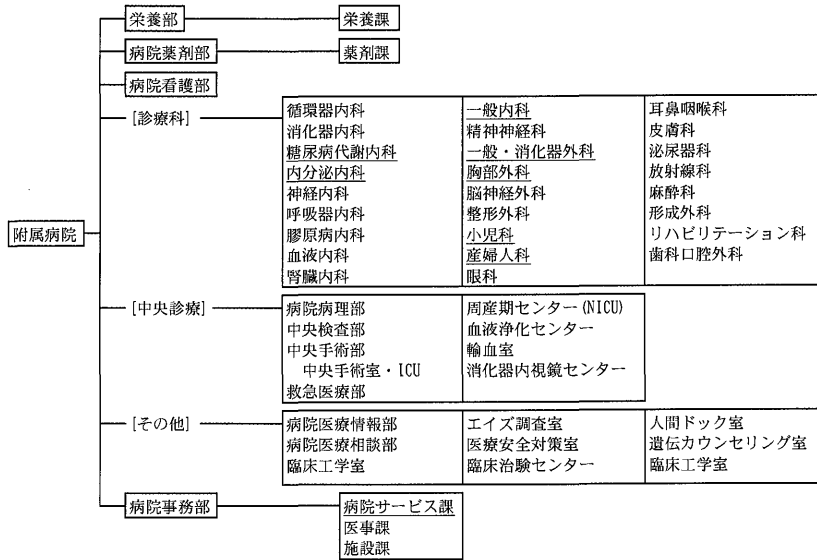 栄養部 栄養課
病院薬剤部 薬剤課
病院看護部
[診療科]
循環器内科 一般内科 耳鼻咽喉科
消化器内科 精神神経科 皮膚科
糖尿病代謝内科 一般・消化器外科 泌尿器科
内分泌内科 胸部外科 放射線科
神経内科 脳神経外科 麻酔科
呼吸器内科 整形外科 形成外科
附属病院
膠原病内科 小児科 リハビリテーション科
血液内科 産婦人科 歯科口腔外科
腎臓内科 眼科
[中央診療]
病院病理部 周産期センター(NICU)
中央検査部 血液浄化センター
中央手術部 輸血室
中央手術室・ICU 消化器内視鏡センター
救急医療部
[その他]
病院医療情報部 エイズ調査室 人間ドック室
病院医療相談部 医療安全対策室 遺伝カウンセリング室
臨床工学室 臨床治験センター 臨床工学室
病院事務部 病院サービス課
医事課
施設課